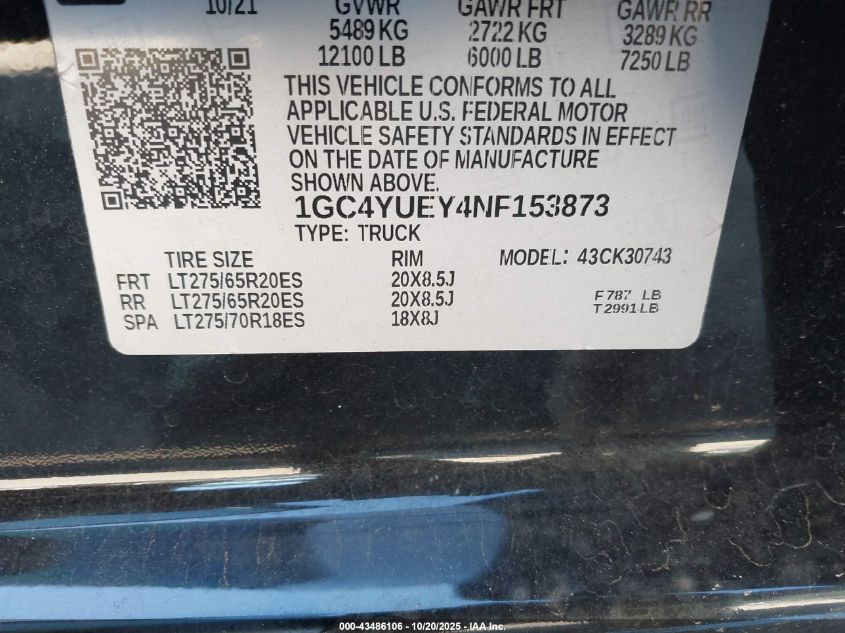 10/21 GVWR GAWR FRT GAWR RR
5489 KG 2722 KG 3289 KG
12100 LB 6000 LB 7250 LB
THIS VEHICLE CONFORMS TO ALL
APPLICABLE U.S. FEDERAL MOTOR
VEHICLE SAFETY STANDARDS IN EFFECT
ON THE DATE OF MANUFACTURE
SHOWN ABOVE.
1GC4YUEY4NF153873
TYPE: TRUCK
TIRE SIZE RIM MODEL: 43CK30743
FRT LT275/65R20ES 20X8.5J
RR LT275/65R20ES 20X8.5J F 787 LB
SPA LT275/70R18ES 18X8J T 2991 LB
000-43486106 - 10/20/2025 - IAA Inc.